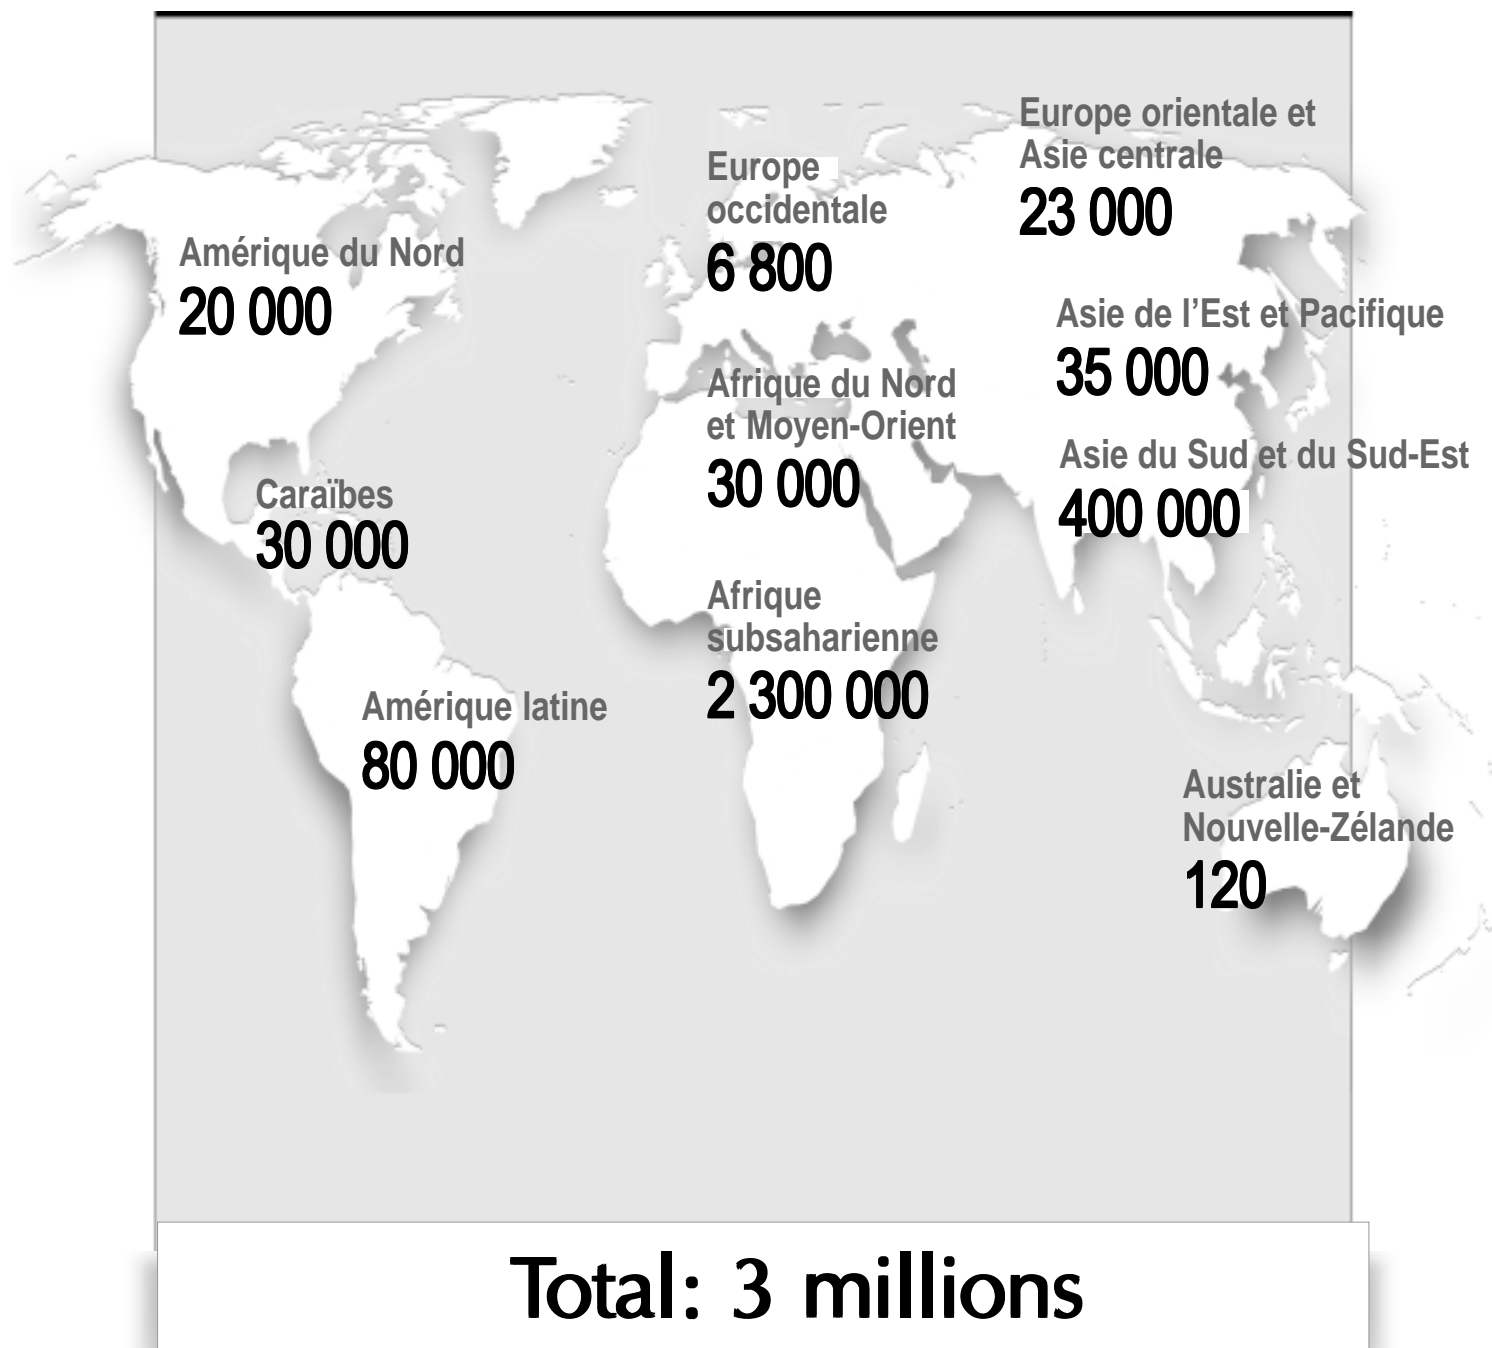 Europe orientale et
Asie centrale
23 000
Europe
occidentale
6 800
Amérique du Nord
20 000
Asie de l’Est et Pacifique
35 000
Afrique du Nord
et Moyen-Orient
30 000
Asie du Sud et du Sud-Est
400 000
Caraïbes
30 000
Afrique
subsaharienne
2 300 000
Amérique latine
80 000
Australie et
Nouvelle-Zélande
120
Total: 3 millions